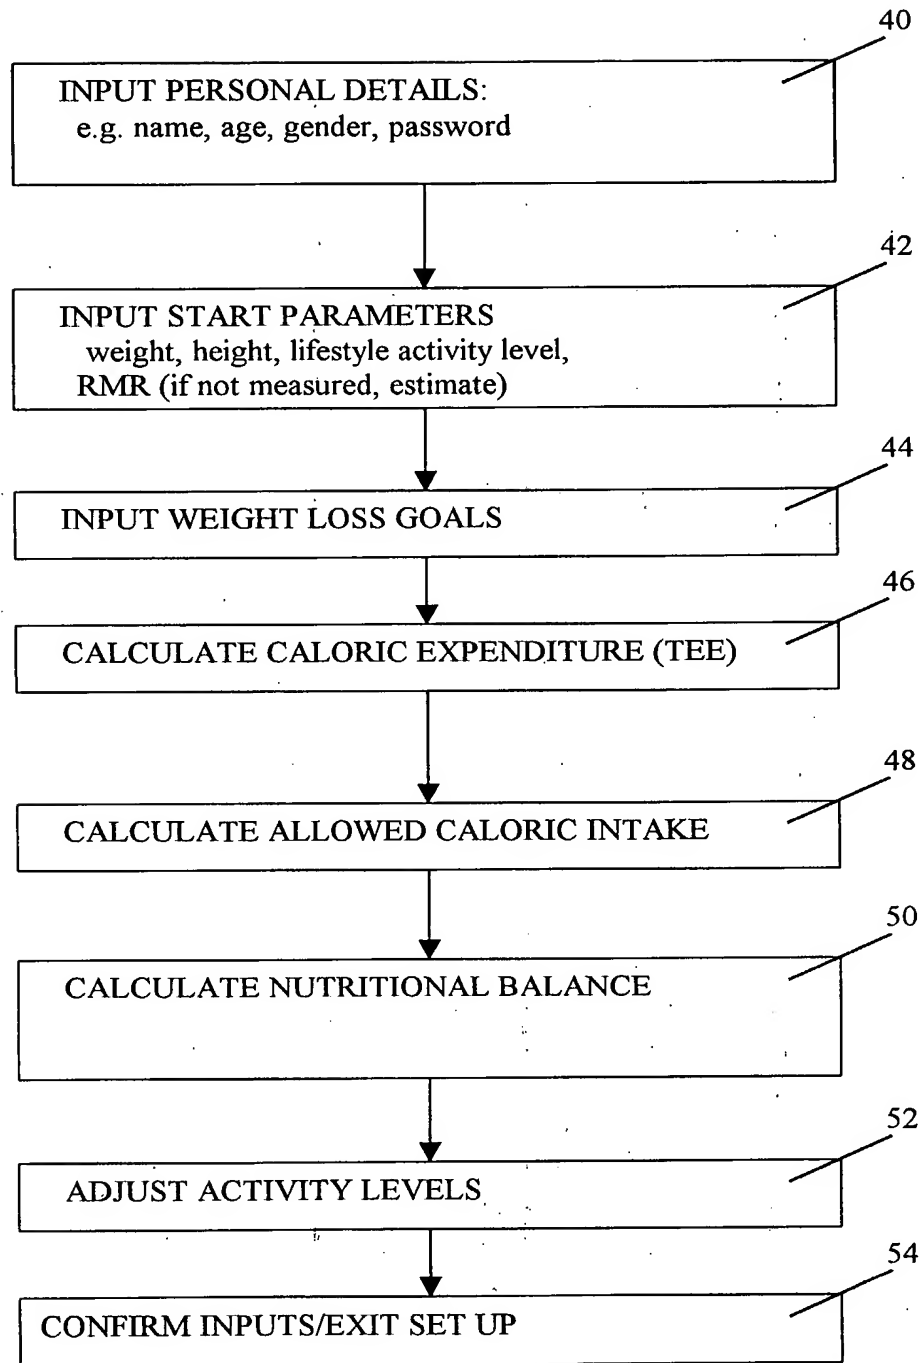 40
INPUT PERSONAL DETAILS:
e.g. name, age, gender, password
42
INPUT START PARAMETERS
weight, height, lifestyle activity level,
RMR (if not measured, estimate)
44
INPUT WEIGHT LOSS GOALS
46
CALCULATE CALORIC EXPENDITURE (TEE)
48
CALCULATE ALLOWED CALORIC INTAKE
50
CALCULATE NUTRITIONAL BALANCE
52
ADJUST ACTIVITY LEVELS
54
CONFIRM INPUTS/EXIT SET UP